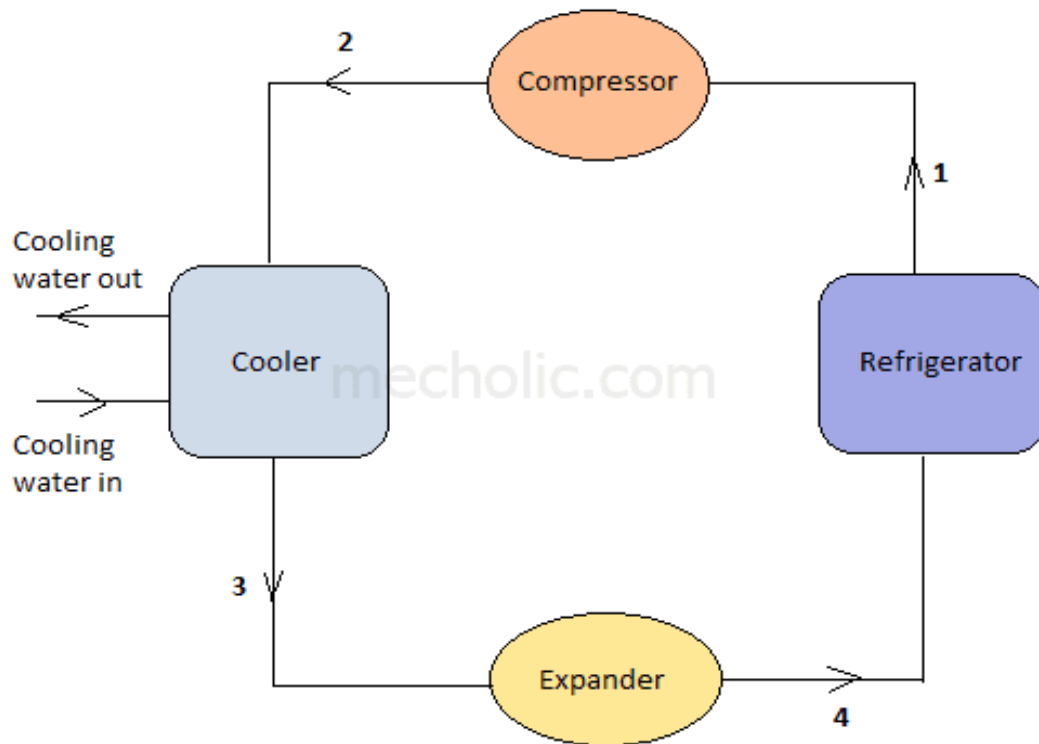 2
Compressor
1
Cooling
water out
Cooler
mecholic.com
Refrigerator
Cooling
water in
3
Expander
4